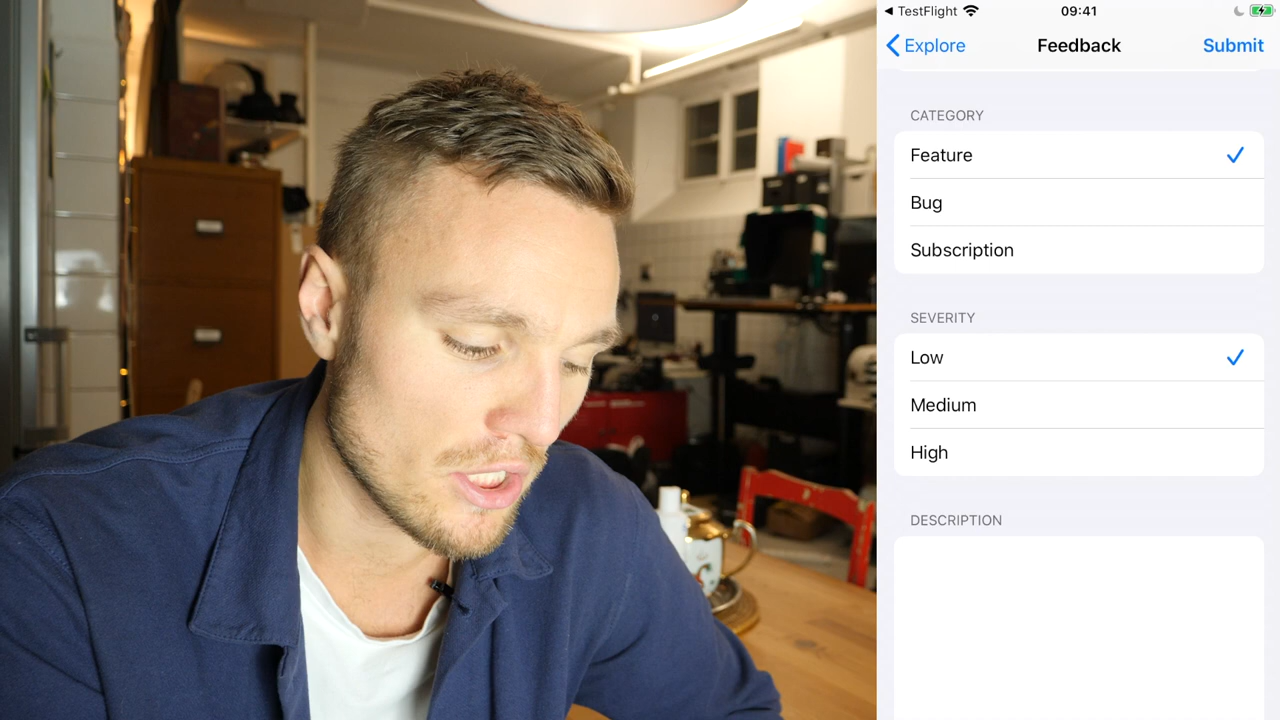 ◀ TestFlight 09:41
Explore Feedback Submit
CATEGORY
Feature
Bug
Subscription
SEVERITY
Low
Medium
High
DESCRIPTION